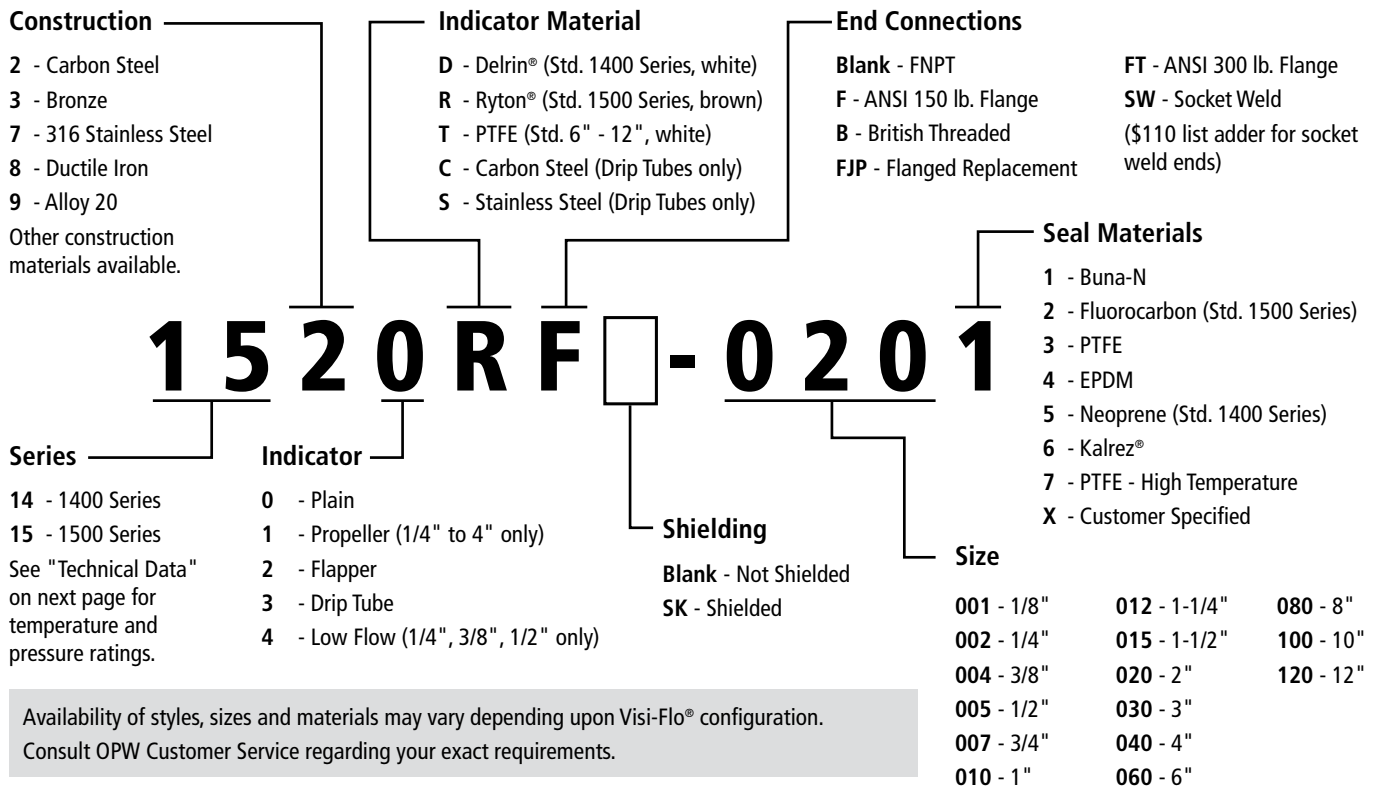 Construction
2 - Carbon Steel
3 - Bronze
7 - 316 Stainless Steel
8 - Ductile Iron
9 - Alloy 20
Other construction
materials available.
Indicator Material
D - Delrin® (Std. 1400 Series, white)
R - Ryton® (Std. 1500 Series, brown)
T - PTFE (Std. 6" - 12", white)
C - Carbon Steel (Drip Tubes only)
S - Stainless Steel (Drip Tubes only)
End Connections
Blank - FNPT
F - ANSI 150 lb. Flange
B - British Threaded
FJP - Flanged Replacement
FT - ANSI 300 lb. Flange
SW - Socket Weld
($110 list adder for socket
weld ends)
1520RF - 0201
Seal Materials
1 - Buna-N
2 - Fluorocarbon (Std. 1500 Series)
3 - PTFE
4 - EPDM
5 - Neoprene (Std. 1400 Series)
6 - Kalrez®
7 - PTFE - High Temperature
X - Customer Specified
Series
14 - 1400 Series
15 - 1500 Series
See "Technical Data"
on next page for
temperature and
pressure ratings.
Indicator
0 - Plain
1 - Propeller (1/4" to 4" only)
2 - Flapper
3 - Drip Tube
4 - Low Flow (1/4", 3/8", 1/2" only)
Shielding
Blank - Not Shielded
SK - Shielded
Size
001 - 1/8"
002 - 1/4"
004 - 3/8"
005 - 1/2"
007 - 3/4"
010 - 1"
012 - 1-1/4"
015 - 1-1/2"
020 - 2"
030 - 3"
040 - 4"
060 - 6"
080 - 8"
100 - 10"
120 - 12"
Availability of styles, sizes and materials may vary depending upon Visi-Flo® configuration.
Consult OPW Customer Service regarding your exact requirements.